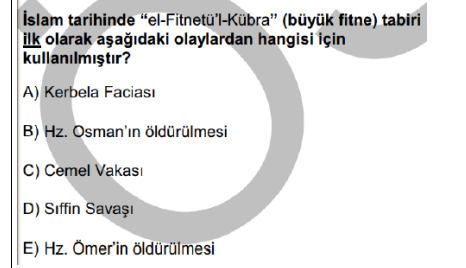 İslam tarihinde “el-Fitnetü’l-Kübra” (büyük fitne) tabiri
ilk olarak aşağıdaki olaylardan hangisi için
kullanılmıştır?
A) Kerbela Faciası
B) Hz. Osman’ın öldürülmesi
C) Cemel Vakası
D) Sıffin Savaşı
E) Hz. Ömer’in öldürülmesi